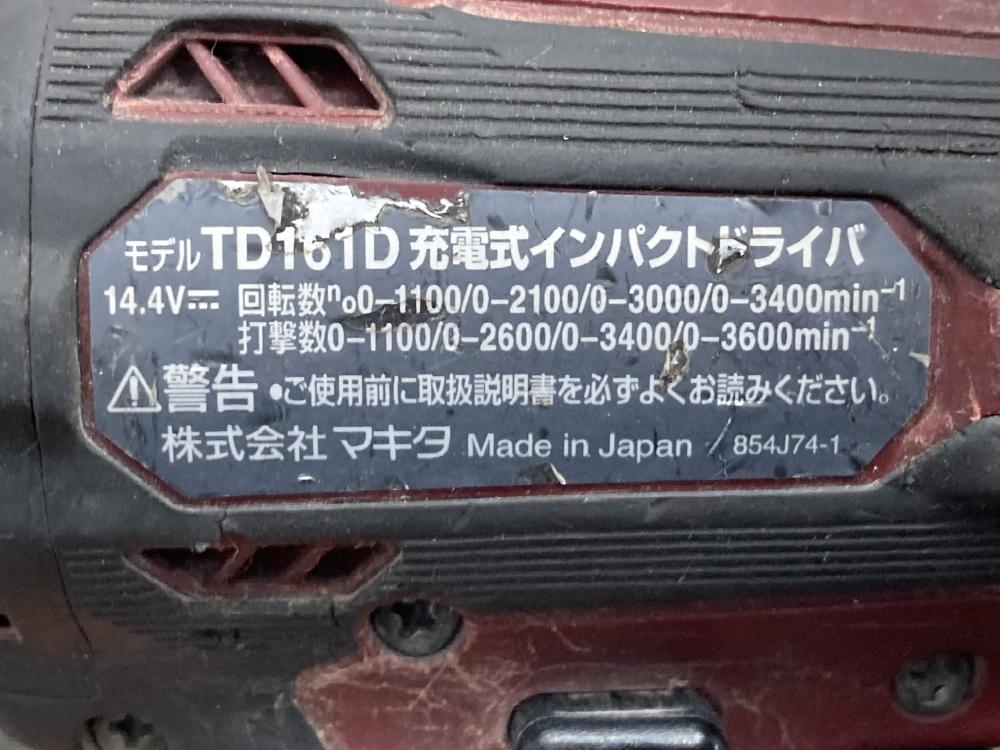 モデルTD161D 充電式インパクトドライバ
14.4V⎓ 回転数n₀0-1100/0-2100/0-3000/0-3400min⁻¹
打撃数0-1100/0-2600/0-3400/0-3600min⁻¹
⚠警告 •ご使用前に取扱説明書を必ずよくお読みください。
株式会社 マキタ Made in Japan / 854J74-1